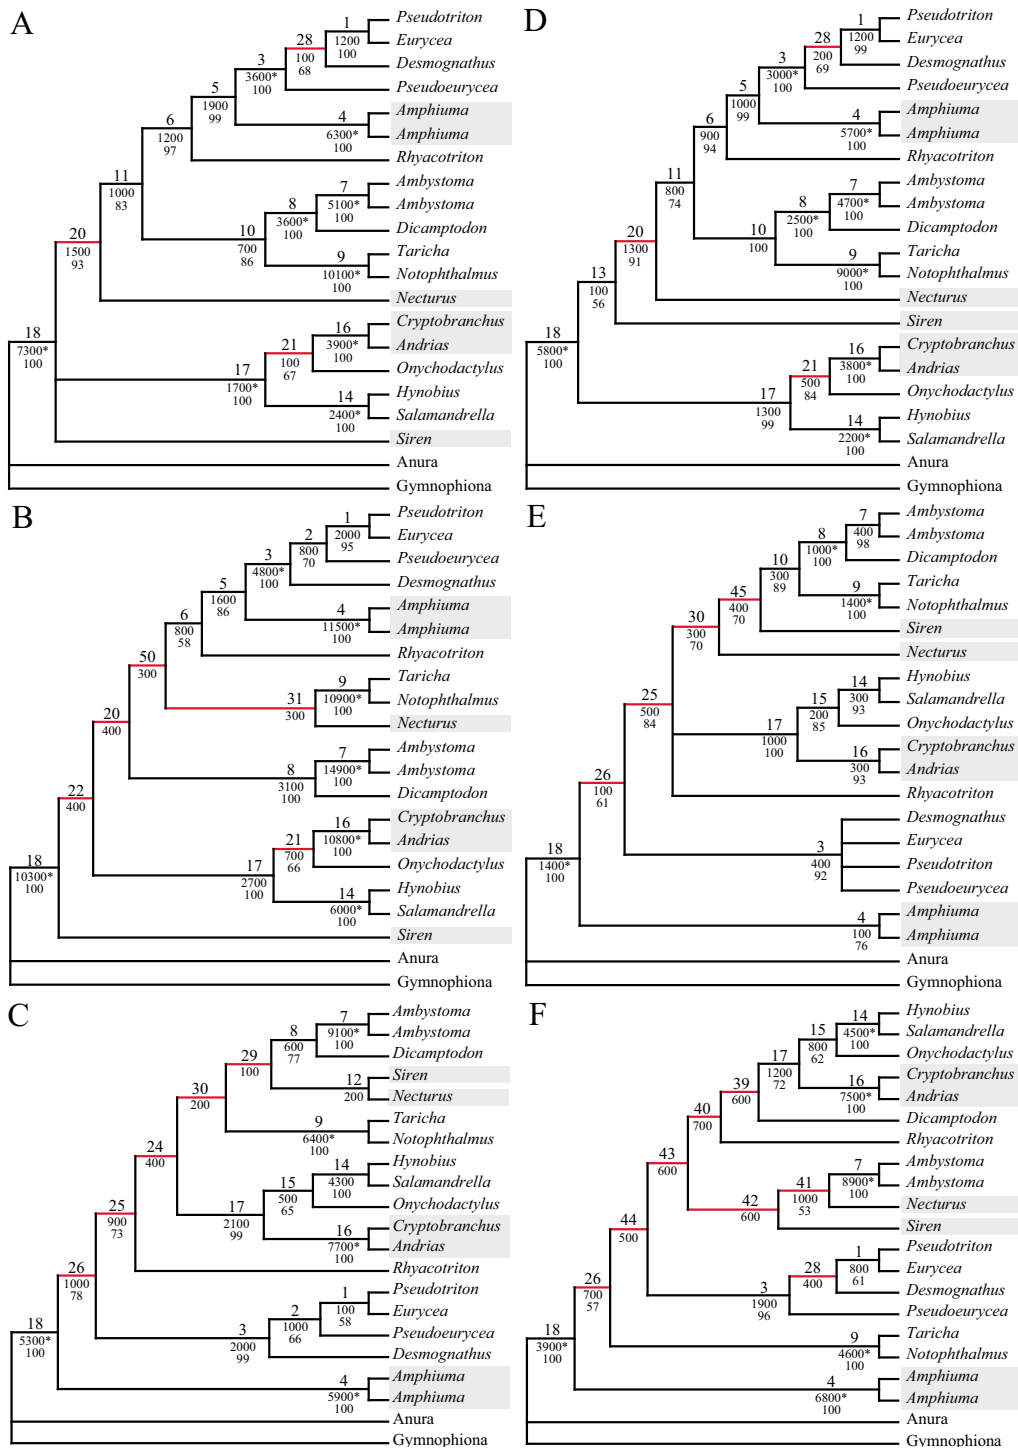 A
1
Pseudotriton
28
1200
Eurycea
3
100
100
Desmognathus
5
3600*
68
Pseudoeurycea
6
1900
100
4
Amphiuma
11
1200
99
6300*
Amphiuma
20
1000
97
100
Rhyacotriton
1500
83
7
Ambystoma
93
8
5100*
Ambystoma
10
3600*
100
Dicamptodon
700
100
9
Taricha
86
10100*
Notophthalmus
100
Necturus
16
Cryptobranchus
18
21
3900*
Andrias
7300*
17
100
100
Onychodactylus
100
1700*
67
14
Hynobius
100
2400*
Salamandrella
100
Siren
Anura
Gymnophiona
B
1
Pseudotriton
2
2000
Eurycea
3
800
95
Pseudoeurycea
5
4800*
70
Desmognathus
6
1600
100
4
Amphiuma
50
800
86
11500*
Amphiuma
300
58
100
Rhyacotriton
9
Taricha
20
31
10900*
Notophthalmus
400
300
100
Necturus
7
Ambystoma
22
8
14900*
Ambystoma
400
3100
100
Dicamptodon
100
16
Cryptobranchus
21
10800*
Andrias
18
17
700
100
Onychodactylus
10300*
2700
66
14
Hynobius
100
100
6000*
Salamandrella
100
Siren
Anura
Gymnophiona
C
7
Ambystoma
8
9100*
Ambystoma
29
600
100
Dicamptodon
30
100
77
12
Siren
200
200
Necturus
24
9
Taricha
400
6400*
Notophthalmus
100
14
Hynobius
25
15
4300
Salamandrella
900
17
500
100
Onychodactylus
73
2100
65
16
Cryptobranchus
26
99
7700*
Andrias
1000
100
Rhyacotriton
78
1
Pseudotriton
2
100
Eurycea
18
3
1000
58
Pseudoeurycea
5300*
2000
66
Desmognathus
100
99
4
Amphiuma
5900*
Amphiuma
100
Anura
Gymnophiona
D
1
Pseudotriton
28
1200
Eurycea
3
200
99
Desmognathus
5
3000*
69
Pseudoeurycea
6
1000
100
4
Amphiuma
11
900
99
5700*
Amphiuma
20
800
94
100
Rhyacotriton
1300
74
7
Ambystoma
91
8
4700*
Ambystoma
10
2500*
100
Dicamptodon
13
100
100
9
Taricha
100
9000*
Notophthalmus
56
100
Necturus
Siren
18
16
Cryptobranchus
5800*
21
3800*
Andrias
100
17
500
100
Onychodactylus
1300
84
14
Hynobius
99
2200*
Salamandrella
100
Anura
Gymnophiona
E
7
Ambystoma
8
400
Ambystoma
10
1000*
98
Dicamptodon
45
300
100
9
Taricha
30
400
89
1400*
Notophthalmus
300
70
100
Siren
70
Necturus
25
14
Hynobius
500
15
300
Salamandrella
84
17
200
93
Onychodactylus
1000
85
16
Cryptobranchus
26
100
300
Andrias
100
93
Rhyacotriton
61
Desmognathus
18
3
Eurycea
1400*
400
Pseudotriton
100
92
Pseudoeurycea
4
Amphiuma
100
Amphiuma
76
Anura
Gymnophiona
F
14
Hynobius
15
4500*
Salamandrella
17
800
100
Onychodactylus
39
1200
62
16
Cryptobranchus
40
600
72
7500*
Andrias
700
100
Dicamptodon
43
Rhyacotriton
600
7
Ambystoma
41
8900*
Ambystoma
44
42
1000
100
Necturus
500
600
53
Siren
1
Pseudotriton
26
28
800
Eurycea
700
3
400
61
Desmognathus
57
1900
Pseudoeurycea
18
96
9
Taricha
3900*
4600*
Notophthalmus
100
100
4
Amphiuma
6800*
Amphiuma
100
Anura
Gymnophiona